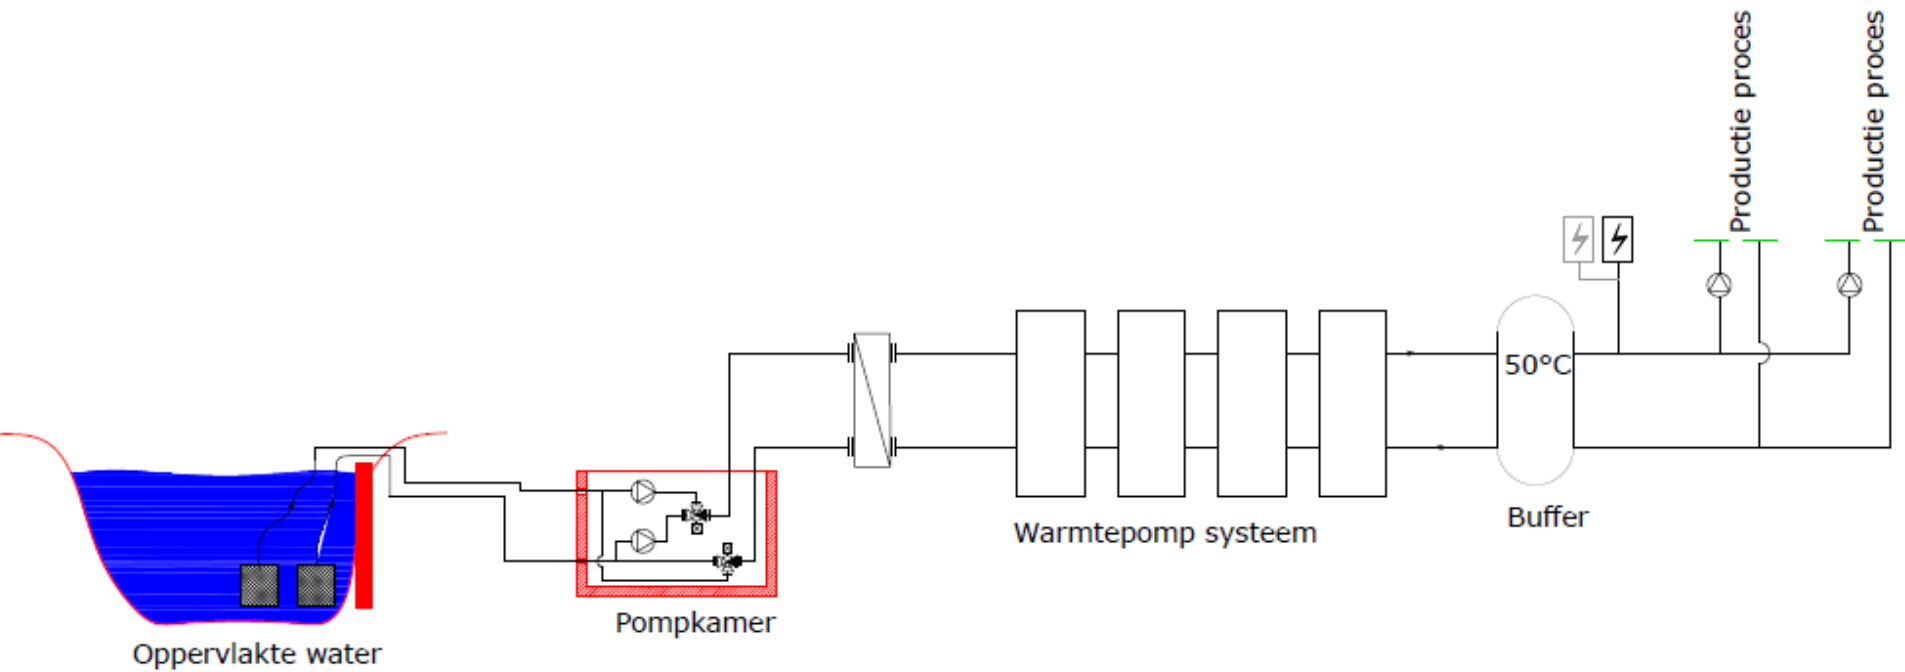 Productie proces
Productie proces
50°C
Buffer
Warmtepomp systeem
Pompkamer
Oppervlakte water